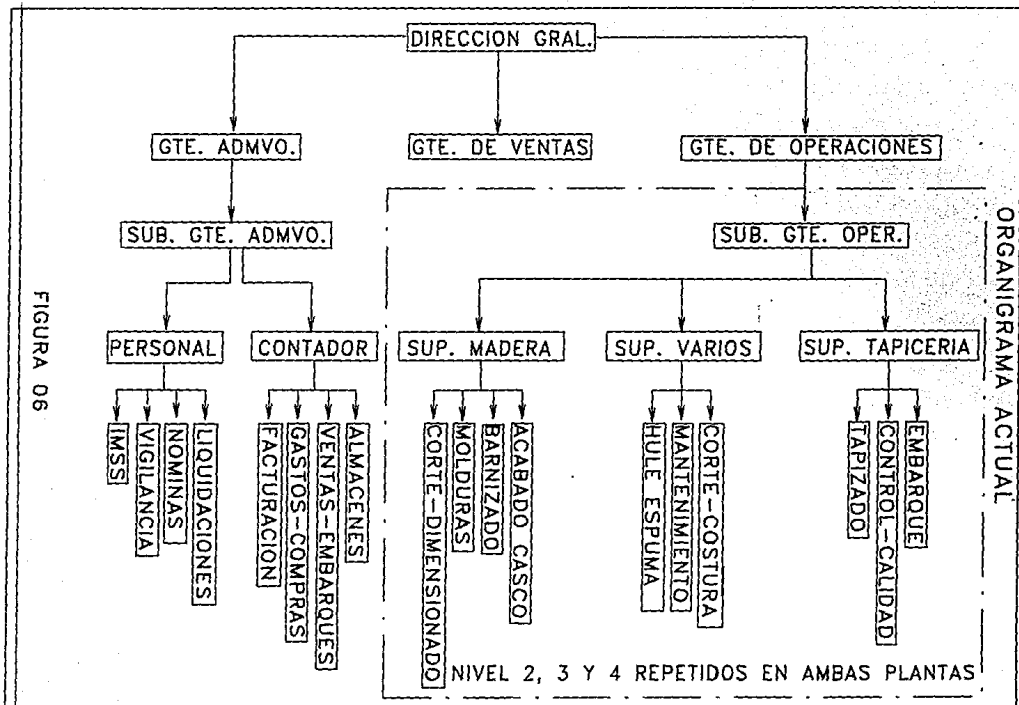 DIRECCION GRAL.
GTE. ADMVO.
GTE. DE VENTAS
GTE. DE OPERACIONES
SUB. GTE. ADMVO.
SUB. GTE. OPER.
PERSONAL
CONTADOR
SUP. MADERA
SUP. VARIOS
SUP. TAPICERIA
IMSS
VIGILANCIA
NOMINAS
LIQUIDACIONES
FACTURACION
GASTOS-COMPRAS
VENTAS-EMBARQUES
ALMACENES
CORTE-DIMENSIONADO
MOLDURAS
BARNIZADO
ACABADO CASCO
HULE ESPUMA
MANTENIMIENTO
CORTE-COSTURA
TAPIZADO
CONTROL-CALIDAD
EMBARQUE
NIVEL 2, 3 Y 4 REPETIDOS EN AMBAS PLANTAS
ORGANIGRAMA ACTUAL
FIGURA 06